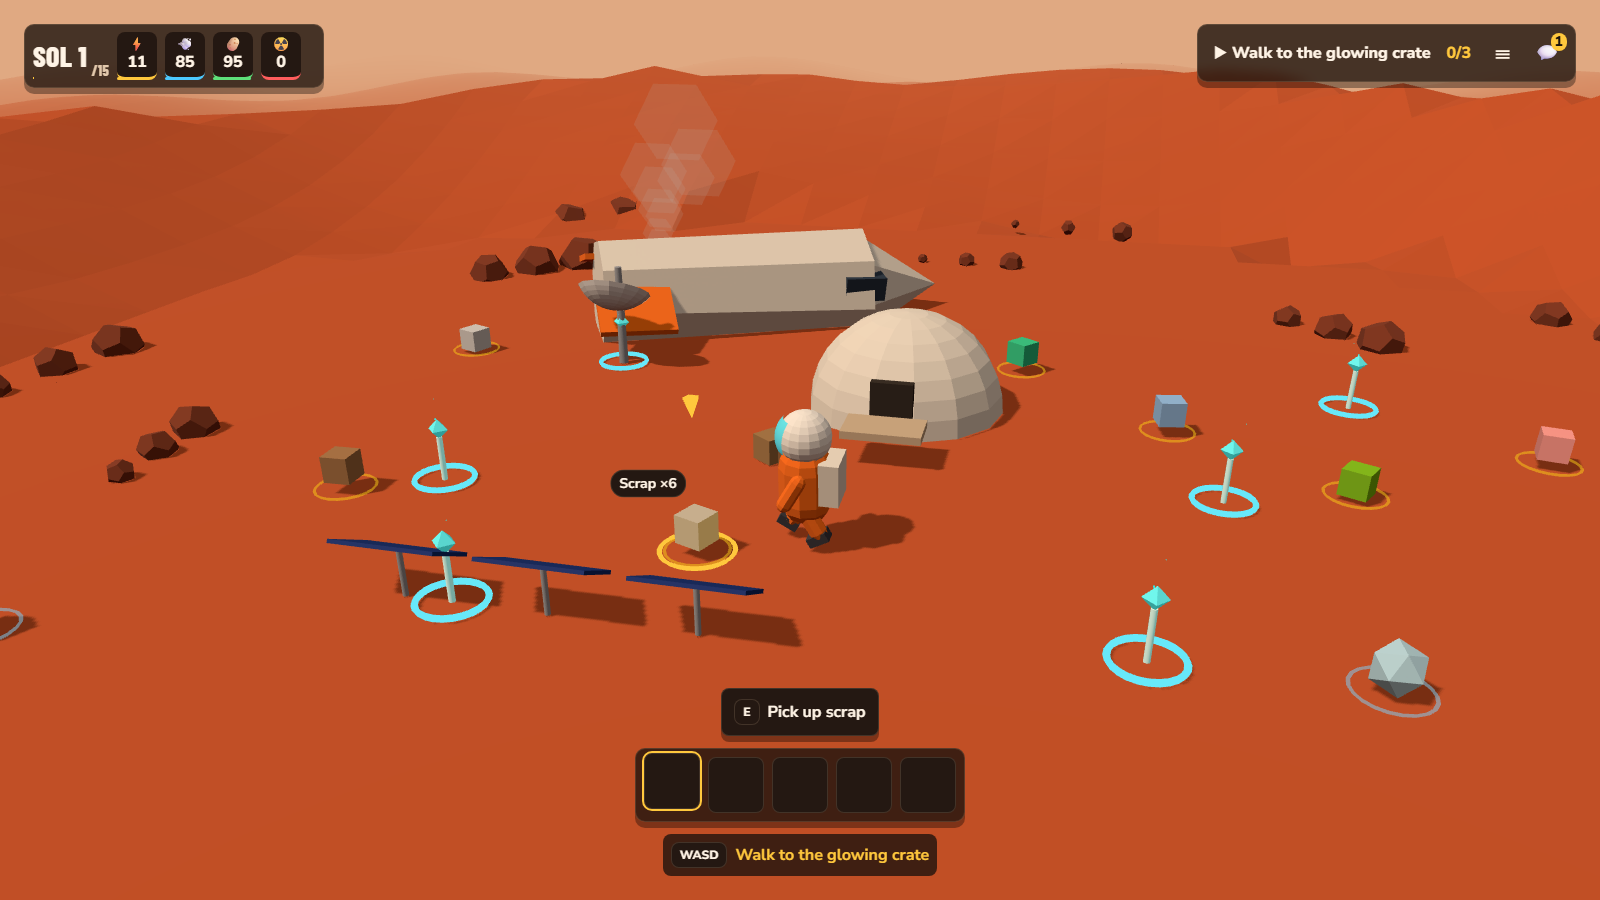 SOL 1 /15
11 85 95 0
Walk to the glowing crate 0/3
1
Scrap ×6
E Pick up scrap
WASD Walk to the glowing crate